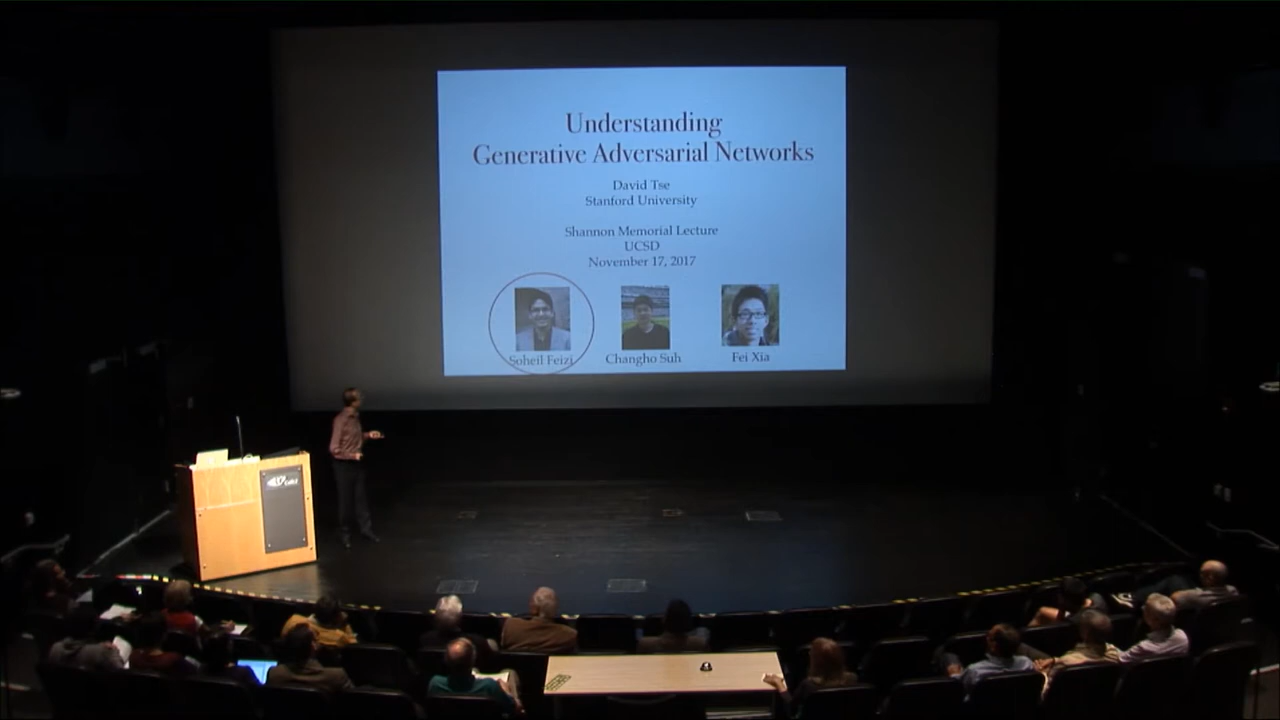 Understanding
Generative Adversarial Networks
David Tse
Stanford University
Shannon Memorial Lecture
UCSD
November 17, 2017
Soheil Feizi
Changho Suh
Fei Xia